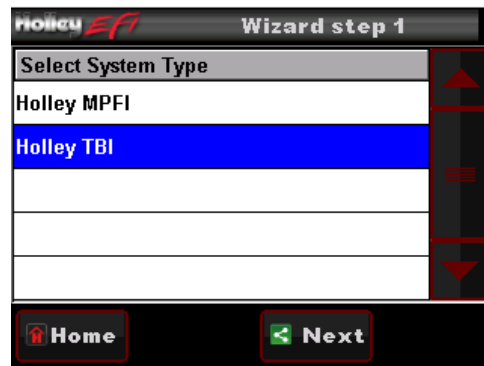 Holley EFI Wizard step 1
Select System Type
Holley MPFI
Holley TBI
Home Next